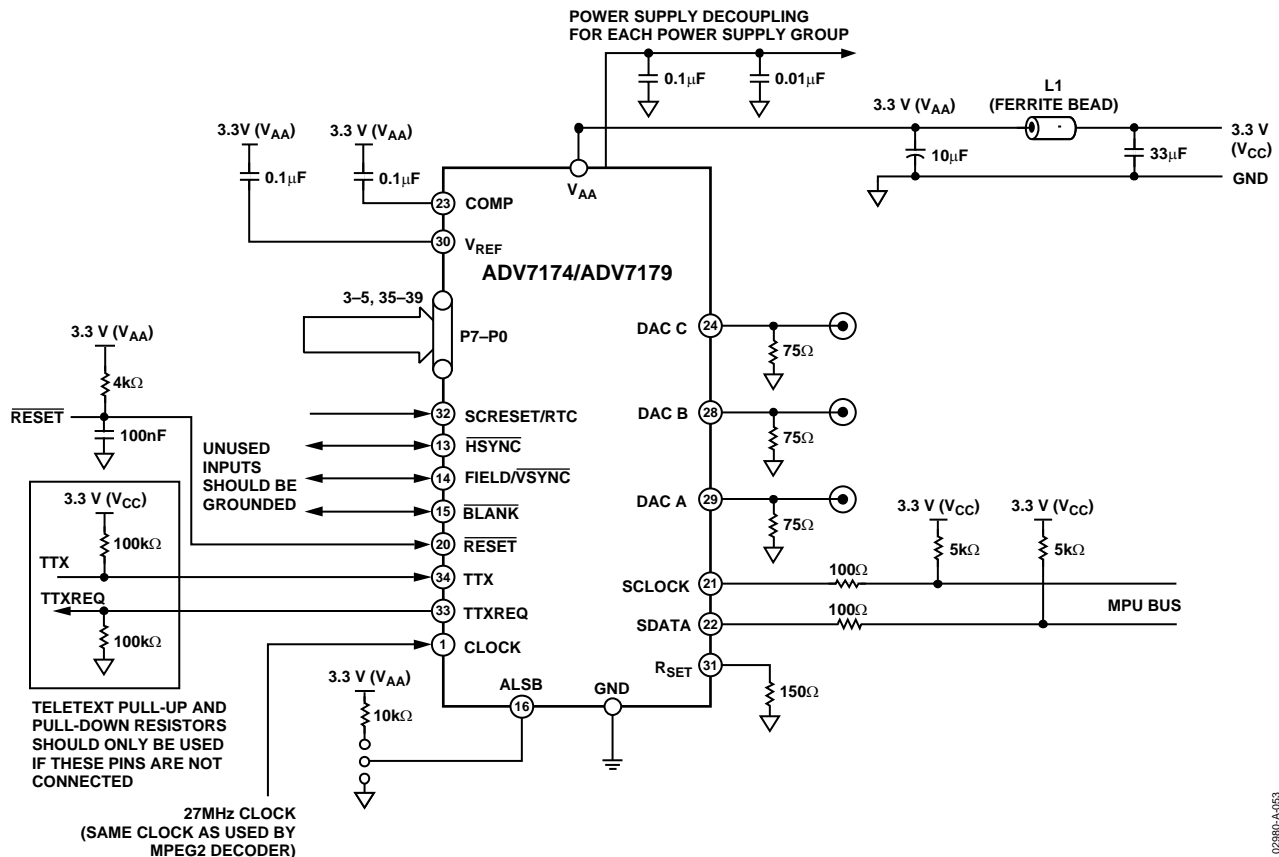 POWER SUPPLY DECOUPLING
FOR EACH POWER SUPPLY GROUP
0.1μF
0.01μF
L1
(FERRITE BEAD)
3.3 V (VAA)
3.3 V
(VCC)
10μF
33μF
GND
3.3V (VAA)
3.3 V (VAA)
0.1μF
0.1μF
VAA
23
COMP
30
VREF
ADV7174/ADV7179
3–5, 35–39
P7–P0
3.3 V (VAA)
4kΩ
RESET
100nF
UNUSED
INPUTS
SHOULD BE
GROUNDED
32
SCRESET/RTC
13
HSYNC
14
FIELD/VSYNC
15
BLANK
20
RESET
34
TTX
33
TTXREQ
1
CLOCK
DAC C
24
75Ω
DAC B
28
75Ω
DAC A
29
75Ω
3.3 V (VCC)
3.3 V (VCC)
5kΩ
5kΩ
SCLOCK
21
100Ω
MPU BUS
SDATA
22
100Ω
RSET
31
150Ω
3.3 V (VCC)
100kΩ
TTX
TTXREQ
100kΩ
TELETEXT PULL-UP AND
PULL-DOWN RESISTORS
SHOULD ONLY BE USED
IF THESE PINS ARE NOT
CONNECTED
3.3 V (VAA)
10kΩ
ALSB
16
GND
27MHz CLOCK
(SAME CLOCK AS USED BY
MPEG2 DECODER)
02980-A-053